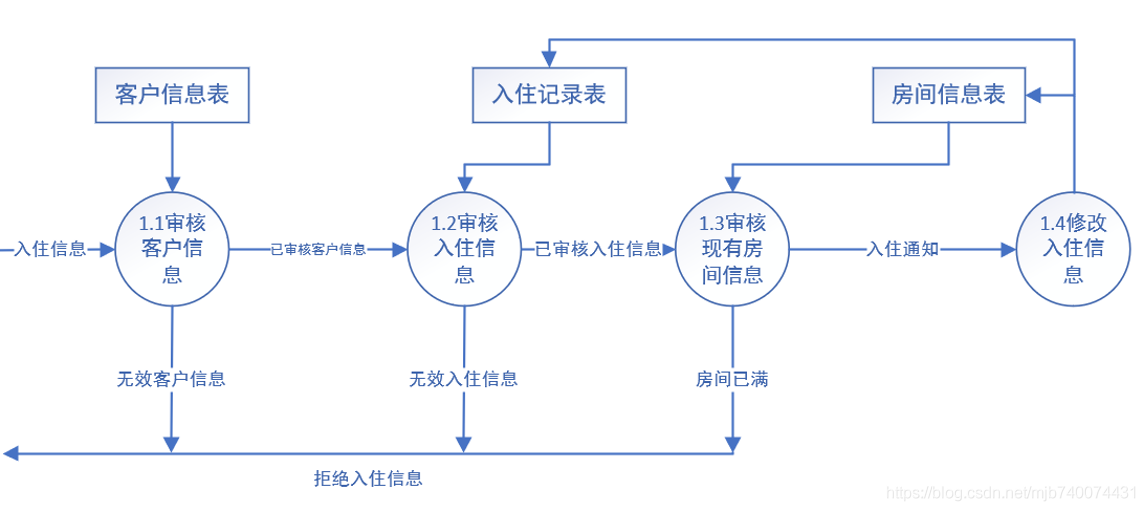 客户信息表
入住记录表
房间信息表
1.1审核
客户信
息
1.2审核
入住信
息
1.3审核
现有房
间信息
1.4修改
入住信
息
入住信息
已审核客户信息
已审核入住信息
入住通知
无效客户信息
无效入住信息
房间已满
拒绝入住信息
https://blog.csdn.net/mjb740074431